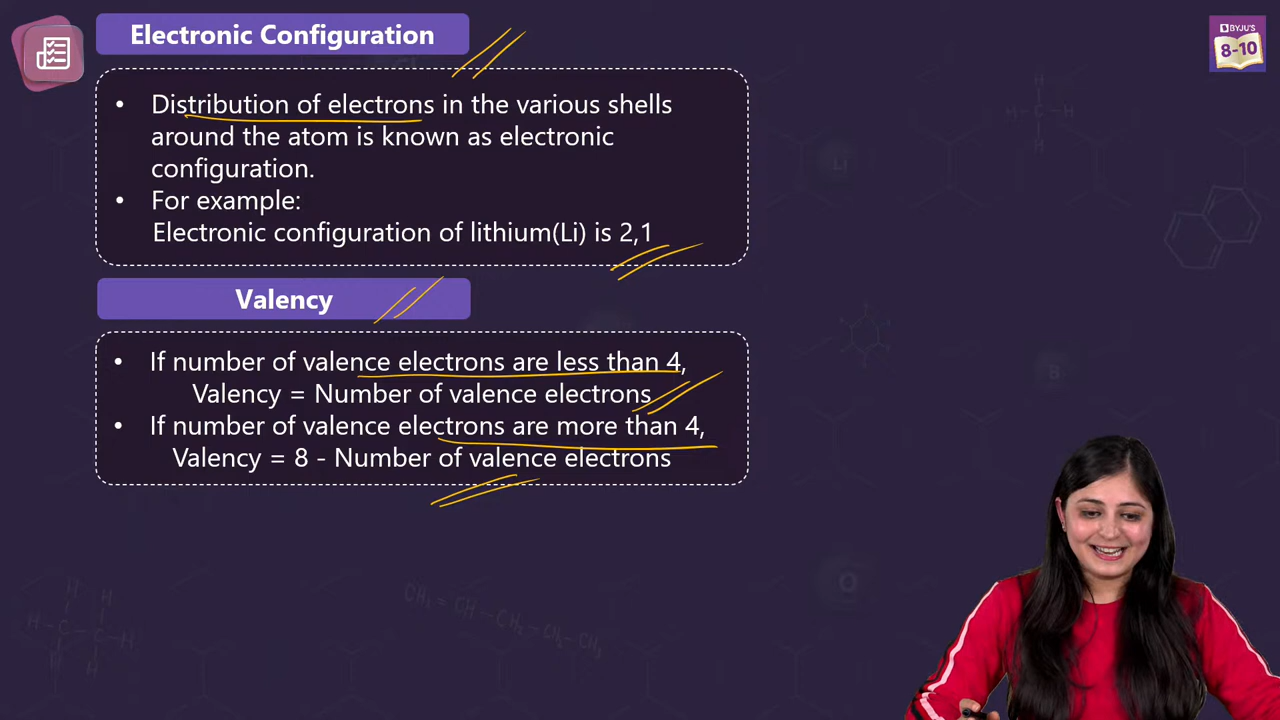 Electronic Configuration
BYJU'S
8-10
• Distribution of electrons in the various shells
around the atom is known as electronic
configuration.
• For example:
Electronic configuration of lithium(Li) is 2,1
Valency
• If number of valence electrons are less than 4,
Valency = Number of valence electrons
• If number of valence electrons are more than 4,
Valency = 8 - Number of valence electrons